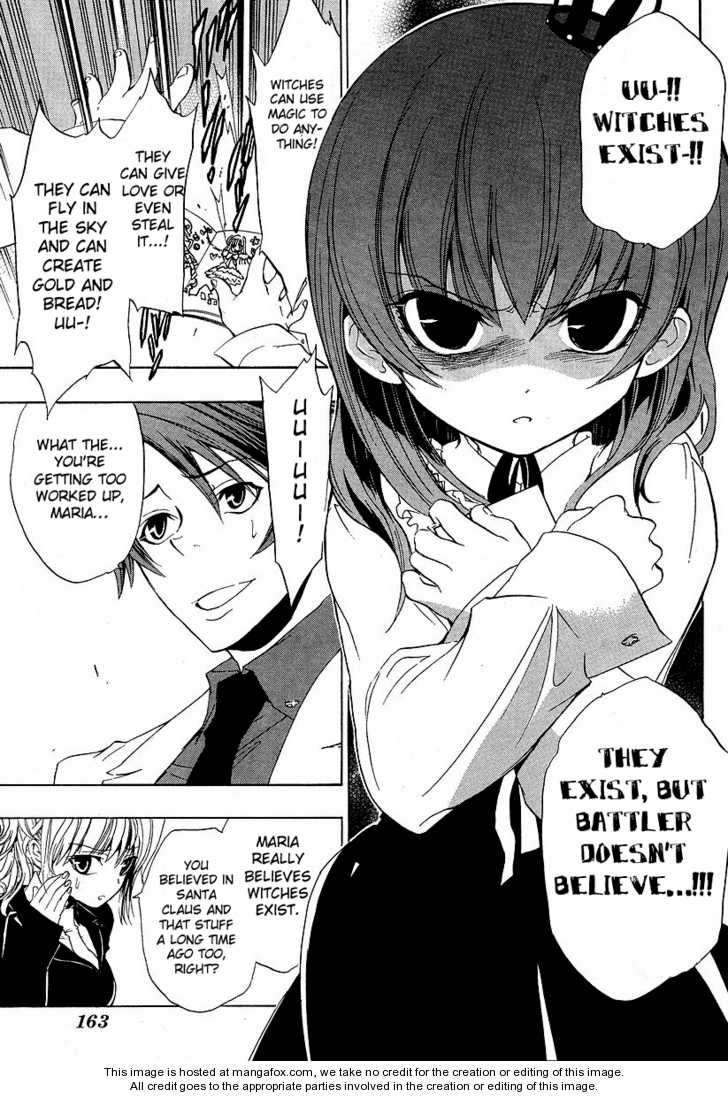 UU-!!
WITCHES
EXIST-!!
THEY
EXIST, BUT
BATTLER
DOESN'T
BELIEVE...!!!
WITCHES
CAN USE
MAGIC TO
DO ANY-
THING!
THEY
CAN GIVE
LOVE OR
EVEN
STEAL
IT...!
THEY CAN
FLY IN
THE SKY
AND CAN
CREATE
GOLD AND
BREAD!
UU-!
UUUUU!
WHAT THE...
YOU'RE
GETTING TOO
WORKED UP,
MARIA...
MARIA
REALLY
BELIEVES
WITCHES
EXIST.
YOU
BELIEVED IN
SANTA
CLAUS AND
THAT STUFF
A LONG TIME
AGO TOO,
RIGHT?
163
This image is hosted at mangafox.com, we take no credit for the creation or editing of this image.
All credit goes to the appropriate parties involved in the creation or editing of this image.